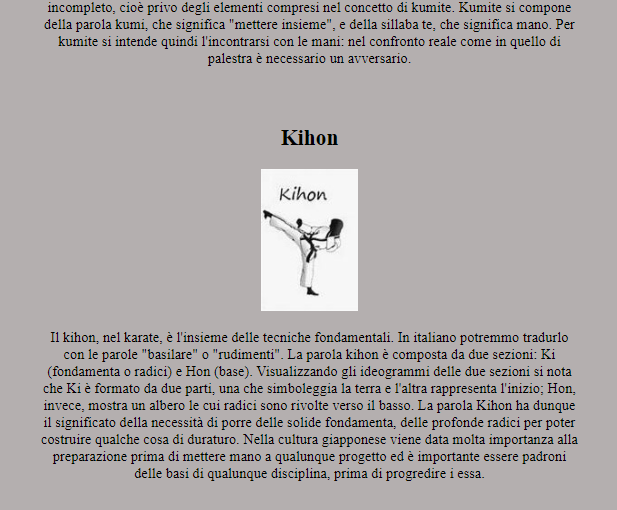 incompleto, cioè privo degli elementi compresi nel concetto di kumite. Kumite si compone
della parola kumi, che significa "mettere insieme", e della sillaba te, che significa mano. Per
kumite si intende quindi l'incontrarsi con le mani: nel confronto reale come in quello di
palestra è necessario un avversario.
Kihon
Kihon
Il kihon, nel karate, è l'insieme delle tecniche fondamentali. In italiano potremmo tradurlo
con le parole "basilare" o "rudimenti". La parola kihon è composta da due sezioni: Ki
(fondamenta o radici) e Hon (base). Visualizzando gli ideogrammi delle due sezioni si nota
che Ki è formato da due parti, una che simboleggia la terra e l'altra rappresenta l'inizio; Hon,
invece, mostra un albero le cui radici sono rivolte verso il basso. La parola Kihon ha dunque
il significato della necessità di porre delle solide fondamenta, delle profonde radici per poter
costruire qualche cosa di duraturo. Nella cultura giapponese viene data molta importanza alla
preparazione prima di mettere mano a qualunque progetto ed è importante essere padroni
delle basi di qualunque disciplina, prima di progredire i essa.